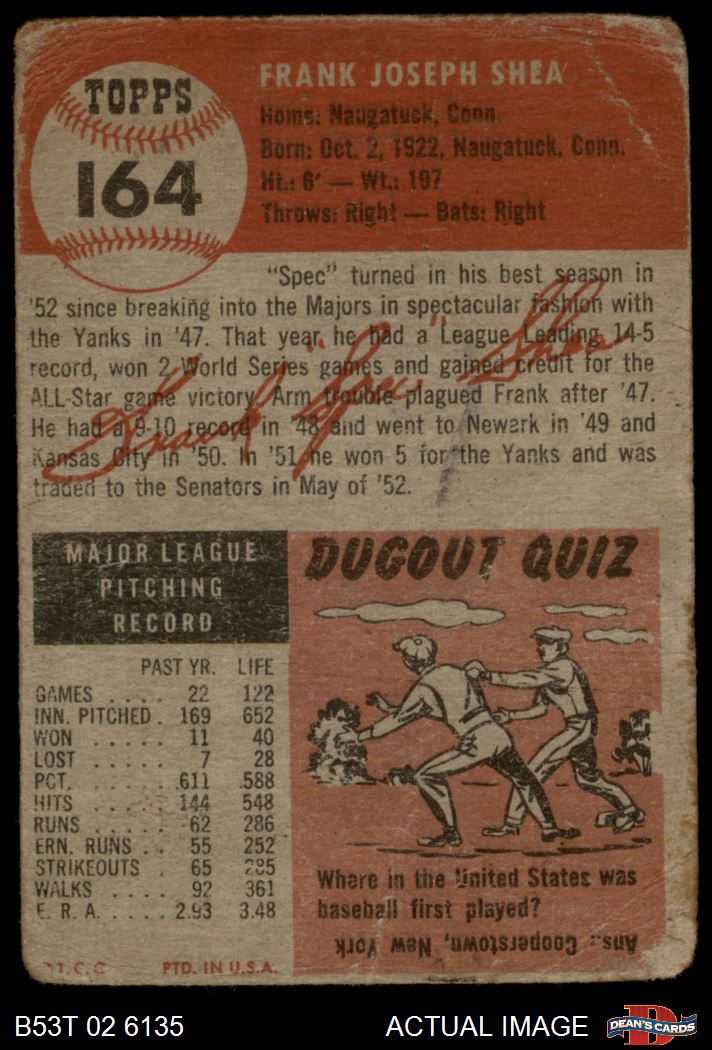 TOPPS
164
FRANK JOSEPH SHEA
Home: Naugatuck, Conn.
Born: Oct. 2, 1922, Naugatuck, Conn.
Ht.: 6' — Wt.: 197
Throws: Right — Bats: Right
"Spec" turned in his best season in
'52 since breaking into the Majors in spectacular fashion with
the Yanks in '47. That year he had a League Leading 14-5
record, won 2 World Series games and gained credit for the
ALL-Star game victory. Arm trouble plagued Frank after '47.
He had a 9-10 record in '48 and went to Newark in '49 and
Kansas City in '50. In '51 he won 5 for the Yanks and was
traded to the Senators in May of '52.
Frank "Spec" Shea
MAJOR LEAGUE
PITCHING
RECORD
PAST YR. LIFE
GAMES .... 22 122
INN. PITCHED . 169 652
WON ..... 11 40
LOST ..... 7 28
PCT. ..... .611 .588
HITS ..... 144 548
RUNS ..... 62 286
ERN. RUNS .. 55 252
STRIKEOUTS . 65 285
WALKS .... 92 361
E. R. A. .... 2.93 3.48
T.C.G. PTD. IN U.S.A.
DUGOUT QUIZ
Where in the United States was
baseball first played?
Ans.: Cooperstown, New York
B53T 02 6135
ACTUAL IMAGE
D
DEAN'S CARDS